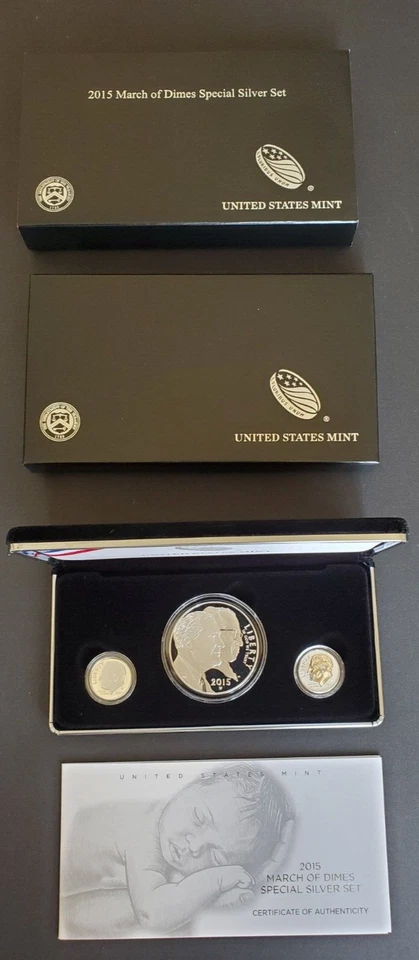 2015 March of Dimes Special Silver Set
®
UNITED STATES MINT
®
UNITED STATES MINT
LIBERTY
2015
W
UNITED STATES MINT
2015
MARCH OF DIMES
SPECIAL SILVER SET
CERTIFICATE OF AUTHENTICITY